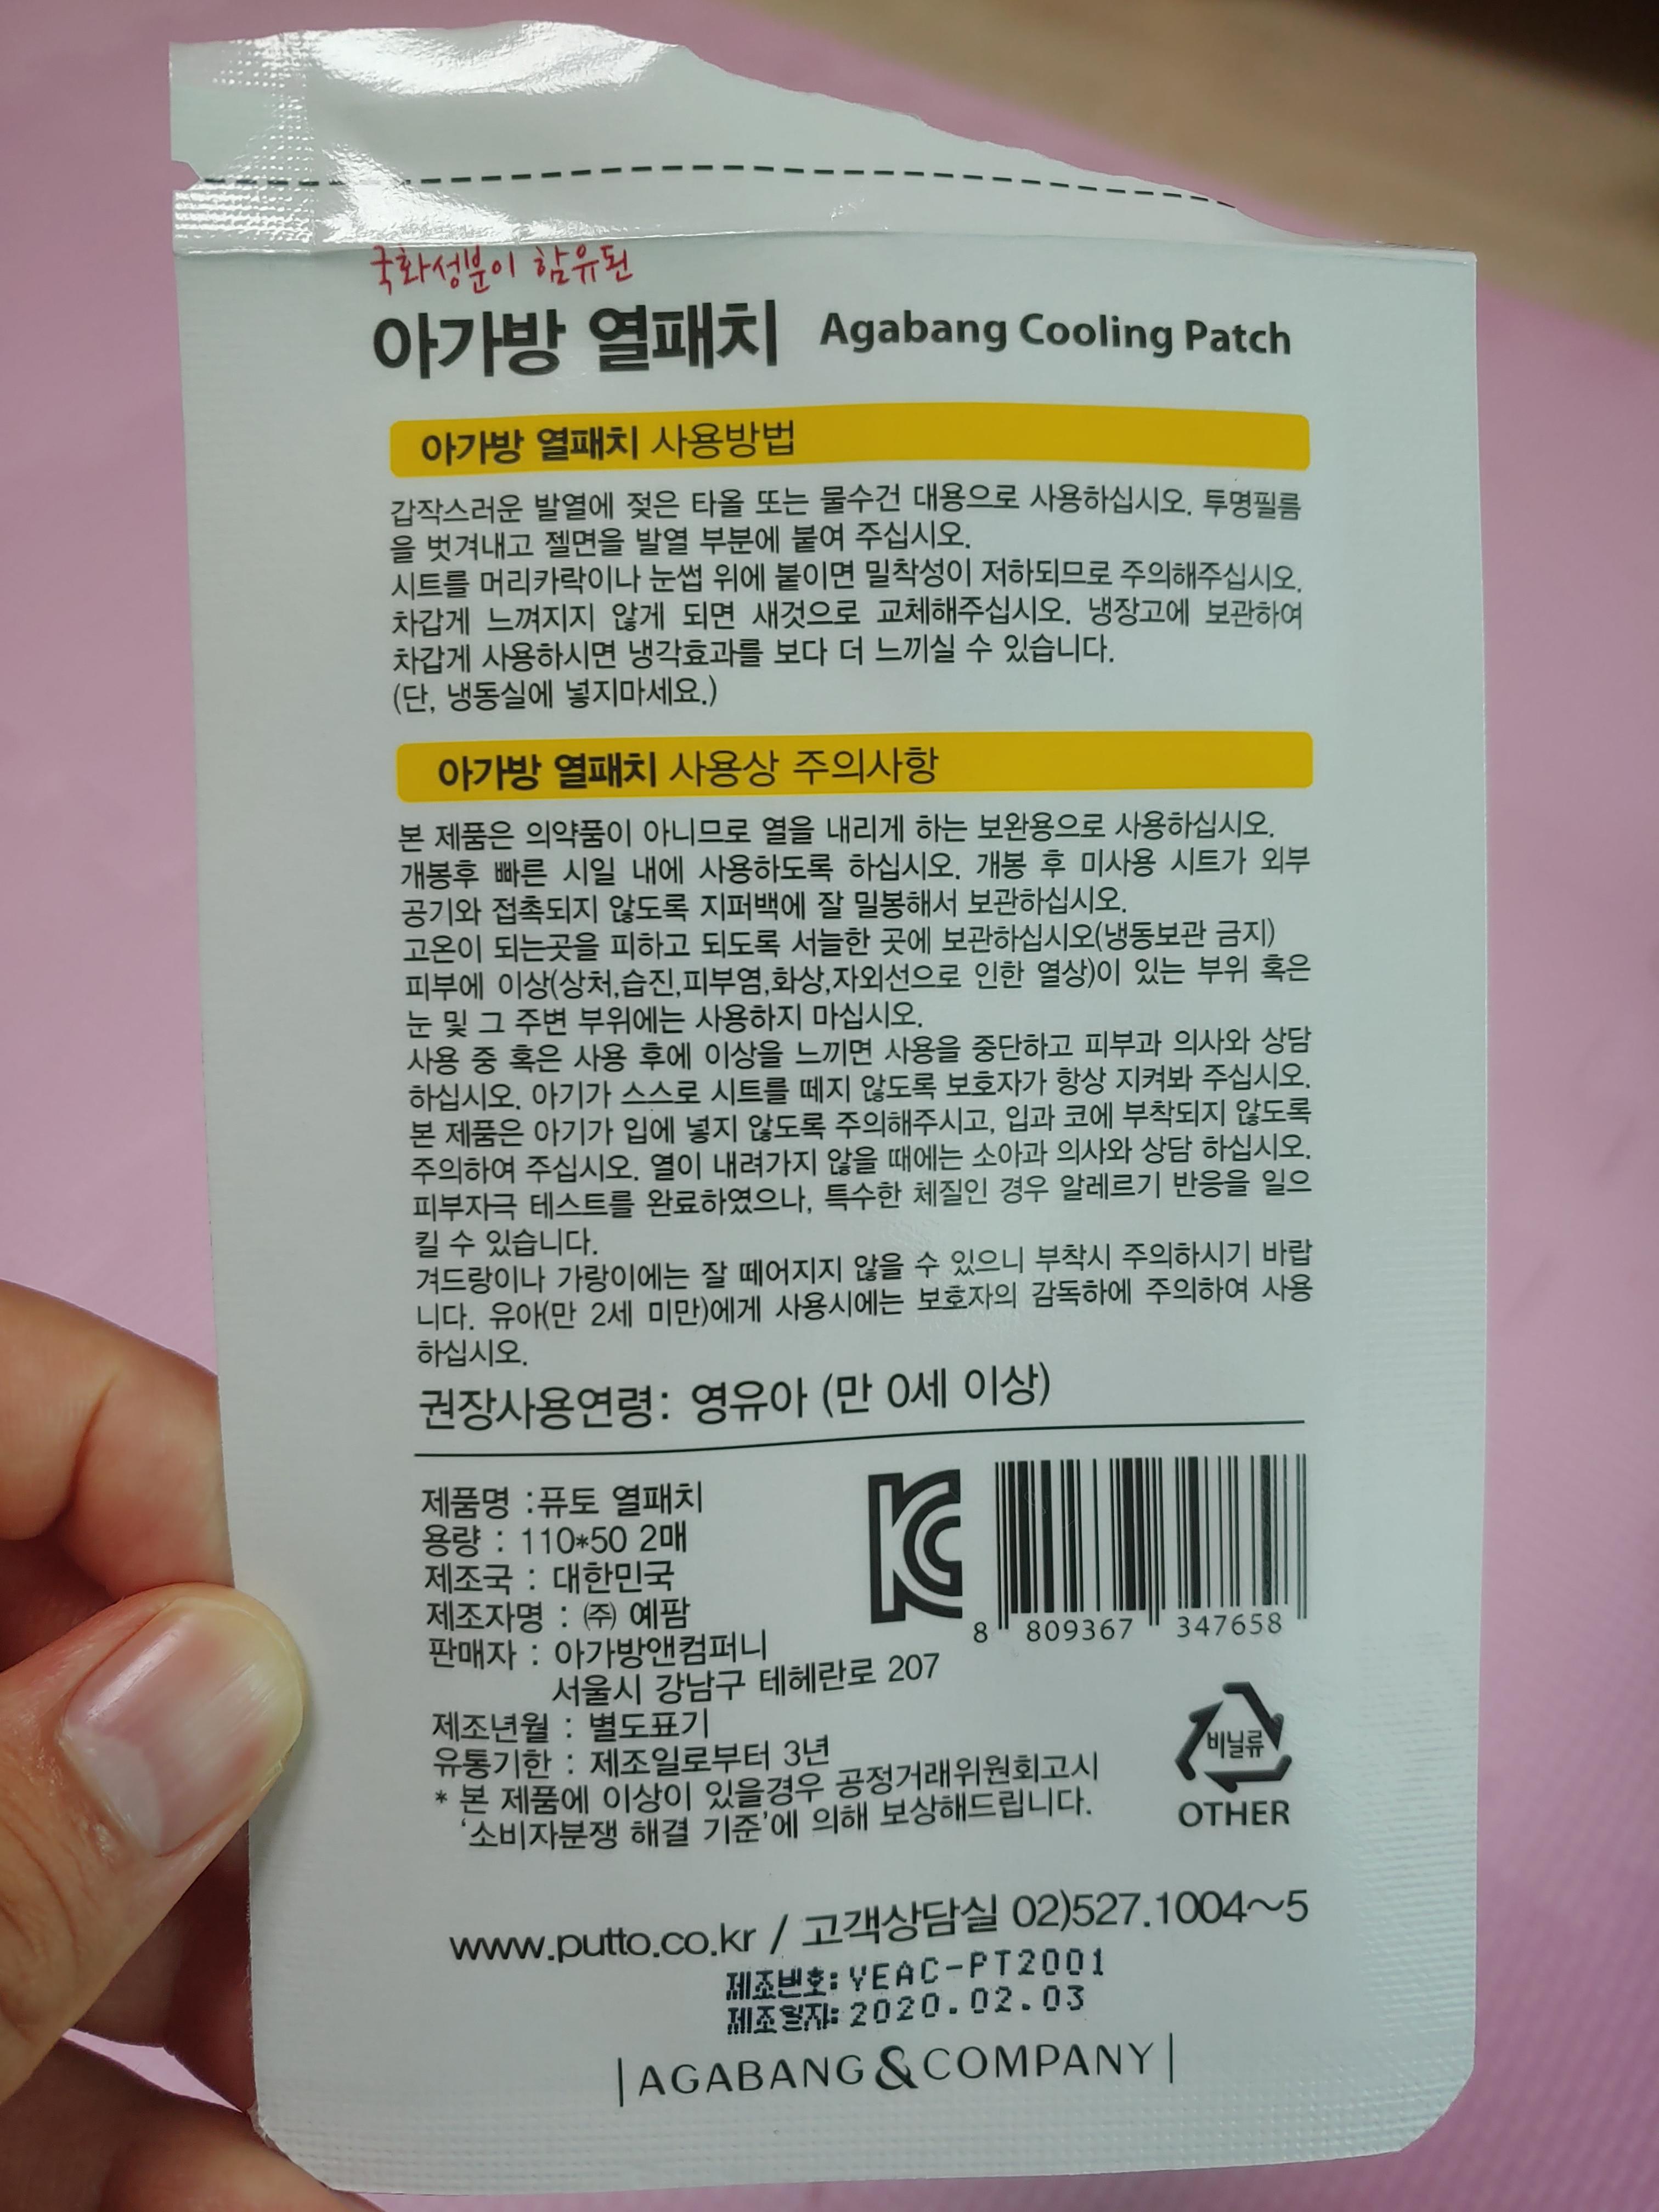 국화성분이 함유된
아가방 열패치 Agabang Cooling Patch
아가방 열패치 사용방법
갑작스러운 발열에 젖은 타올 또는 물수건 대용으로 사용하십시오. 투명필름
을 벗겨내고 젤면을 발열 부분에 붙여 주십시오.
시트를 머리카락이나 눈썹 위에 붙이면 밀착성이 저하되므로 주의해주십시오.
차갑게 느껴지지 않게 되면 새것으로 교체해주십시오. 냉장고에 보관하여
차갑게 사용하시면 냉각효과를 보다 더 느끼실 수 있습니다.
(단, 냉동실에 넣지마세요.)
아가방 열패치 사용상 주의사항
본 제품은 의약품이 아니므로 열을 내리게 하는 보완용으로 사용하십시오.
개봉후 빠른 시일 내에 사용하도록 하십시오. 개봉 후 미사용 시트가 외부
공기와 접촉되지 않도록 지퍼백에 잘 밀봉해서 보관하십시오.
고온이 되는곳을 피하고 되도록 서늘한 곳에 보관하십시오(냉동보관 금지)
피부에 이상(상처,습진,피부염,화상,자외선으로 인한 열상)이 있는 부위 혹은
눈 및 그 주변 부위에는 사용하지 마십시오.
사용 중 혹은 사용 후에 이상을 느끼면 사용을 중단하고 피부과 의사와 상담
하십시오. 아기가 스스로 시트를 떼지 않도록 보호자가 항상 지켜봐 주십시오.
본 제품은 아기가 입에 넣지 않도록 주의해주시고, 입과 코에 부착되지 않도록
주의하여 주십시오. 열이 내려가지 않을 때에는 소아과 의사와 상담 하십시오.
피부자극 테스트를 완료하였으나, 특수한 체질인 경우 알레르기 반응을 일으
킬 수 있습니다.
겨드랑이나 가랑이에는 잘 떼어지지 않을 수 있으니 부착시 주의하시기 바랍
니다. 유아(만 2세 미만)에게 사용시에는 보호자의 감독하에 주의하여 사용
하십시오.
권장사용연령: 영유아 (만 0세 이상)
제품명 :퓨토 열패치
용량 : 110*50 2매
제조국 : 대한민국
제조자명 : ㈜ 예팜
판매자 : 아가방앤컴퍼니
서울시 강남구 테헤란로 207
제조년월 : 별도표기
유통기한 : 제조일로부터 3년
* 본 제품에 이상이 있을경우 공정거래위원회고시
'소비자분쟁 해결 기준'에 의해 보상해드립니다.
KC
8 809367 347658
비닐류
OTHER
www.putto.co.kr / 고객상담실 02)527.1004~5
제조번호: YEAC-PT2001
제조일자: 2020.02.03
|AGABANG&COMPANY|